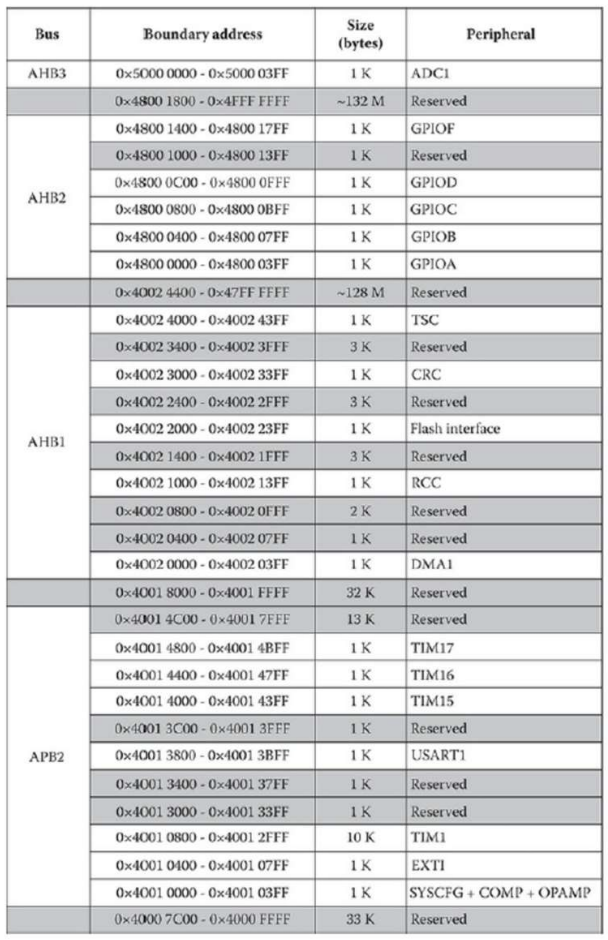 Bus Boundary address Size (bytes) Peripheral
AHB3 0×5000 0000 - 0×5000 03FF 1 K ADC1
0×4800 1800 - 0×4FFF FFFF ~132 M Reserved
AHB2
0×4800 1400 - 0×4800 17FF 1 K GPIOF
0×4800 1000 - 0×4800 13FF 1 K Reserved
0×4800 0C00 - 0×4800 0FFF 1 K GPIOD
0×4800 0800 - 0×4800 0BFF 1 K GPIOC
0×4800 0400 - 0×4800 07FF 1 K GPIOB
0×4800 0000 - 0×4800 03FF 1 K GPIOA
0×4002 4400 - 0×47FF FFFF ~128 M Reserved
AHB1
0×4002 4000 - 0×4002 43FF 1 K TSC
0×4002 3400 - 0×4002 3FFF 3 K Reserved
0×4002 3000 - 0×4002 33FF 1 K CRC
0×4002 2400 - 0×4002 2FFF 3 K Reserved
0×4002 2000 - 0×4002 23FF 1 K Flash interface
0×4002 1400 - 0×4002 1FFF 3 K Reserved
0×4002 1000 - 0×4002 13FF 1 K RCC
0×4002 0800 - 0×4002 0FFF 2 K Reserved
0×4002 0400 - 0×4002 07FF 1 K Reserved
0×4002 0000 - 0×4002 03FF 1 K DMA1
0×4001 8000 - 0×4001 FFFF 32 K Reserved
APB2
0×4001 4C00 - 0×4001 7FFF 13 K Reserved
0×4001 4800 - 0×4001 4BFF 1 K TIM17
0×4001 4400 - 0×4001 47FF 1 K TIM16
0×4001 4000 - 0×4001 43FF 1 K TIM15
0×4001 3C00 - 0×4001 3FFF 1 K Reserved
0×4001 3800 - 0×4001 3BFF 1 K USART1
0×4001 3400 - 0×4001 37FF 1 K Reserved
0×4001 3000 - 0×4001 33FF 1 K Reserved
0×4001 0800 - 0×4001 2FFF 10 K TIM1
0×4001 0400 - 0×4001 07FF 1 K EXTI
0×4001 0000 - 0×4001 03FF 1 K SYSCFG + COMP + OPAMP
0×4000 7C00 - 0×4000 FFFF 33 K Reserved